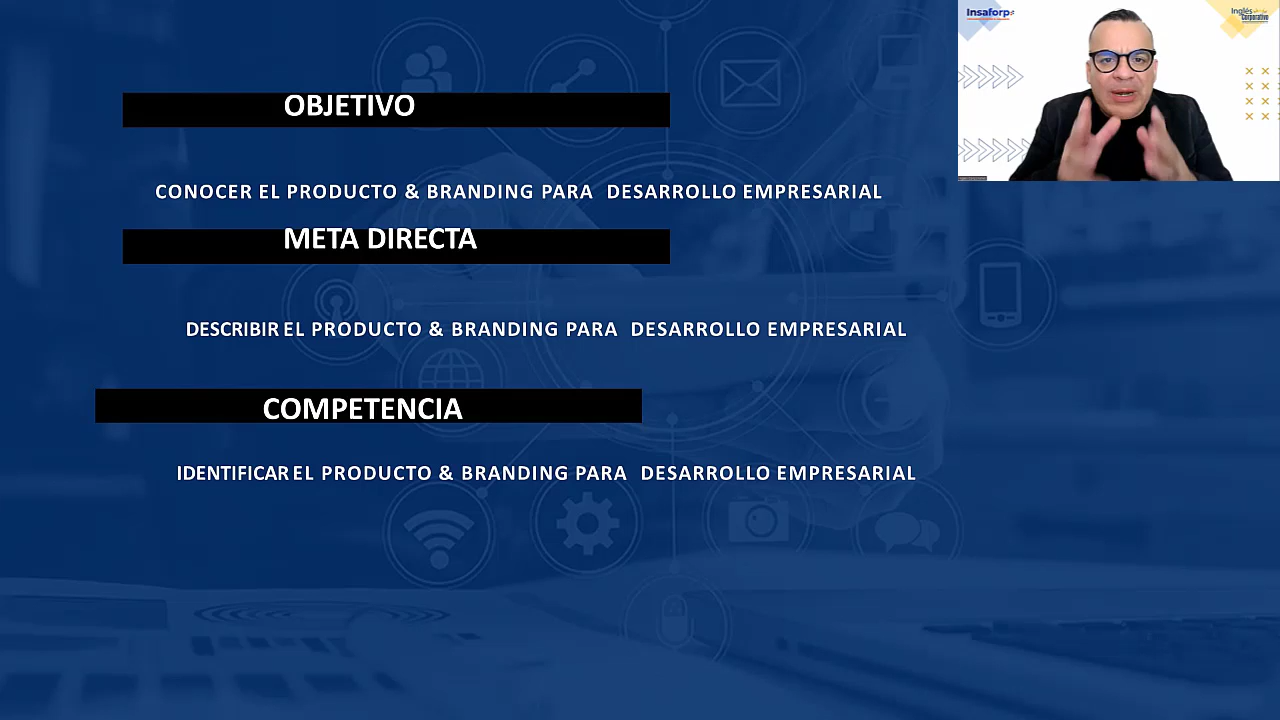 OBJETIVO
CONOCER EL PRODUCTO & BRANDING PARA DESARROLLO EMPRESARIAL
META DIRECTA
DESCRIBIR EL PRODUCTO & BRANDING PARA DESARROLLO EMPRESARIAL
COMPETENCIA
IDENTIFICAR EL PRODUCTO & BRANDING PARA DESARROLLO EMPRESARIAL
Insaforp
Inglés
Corporativo